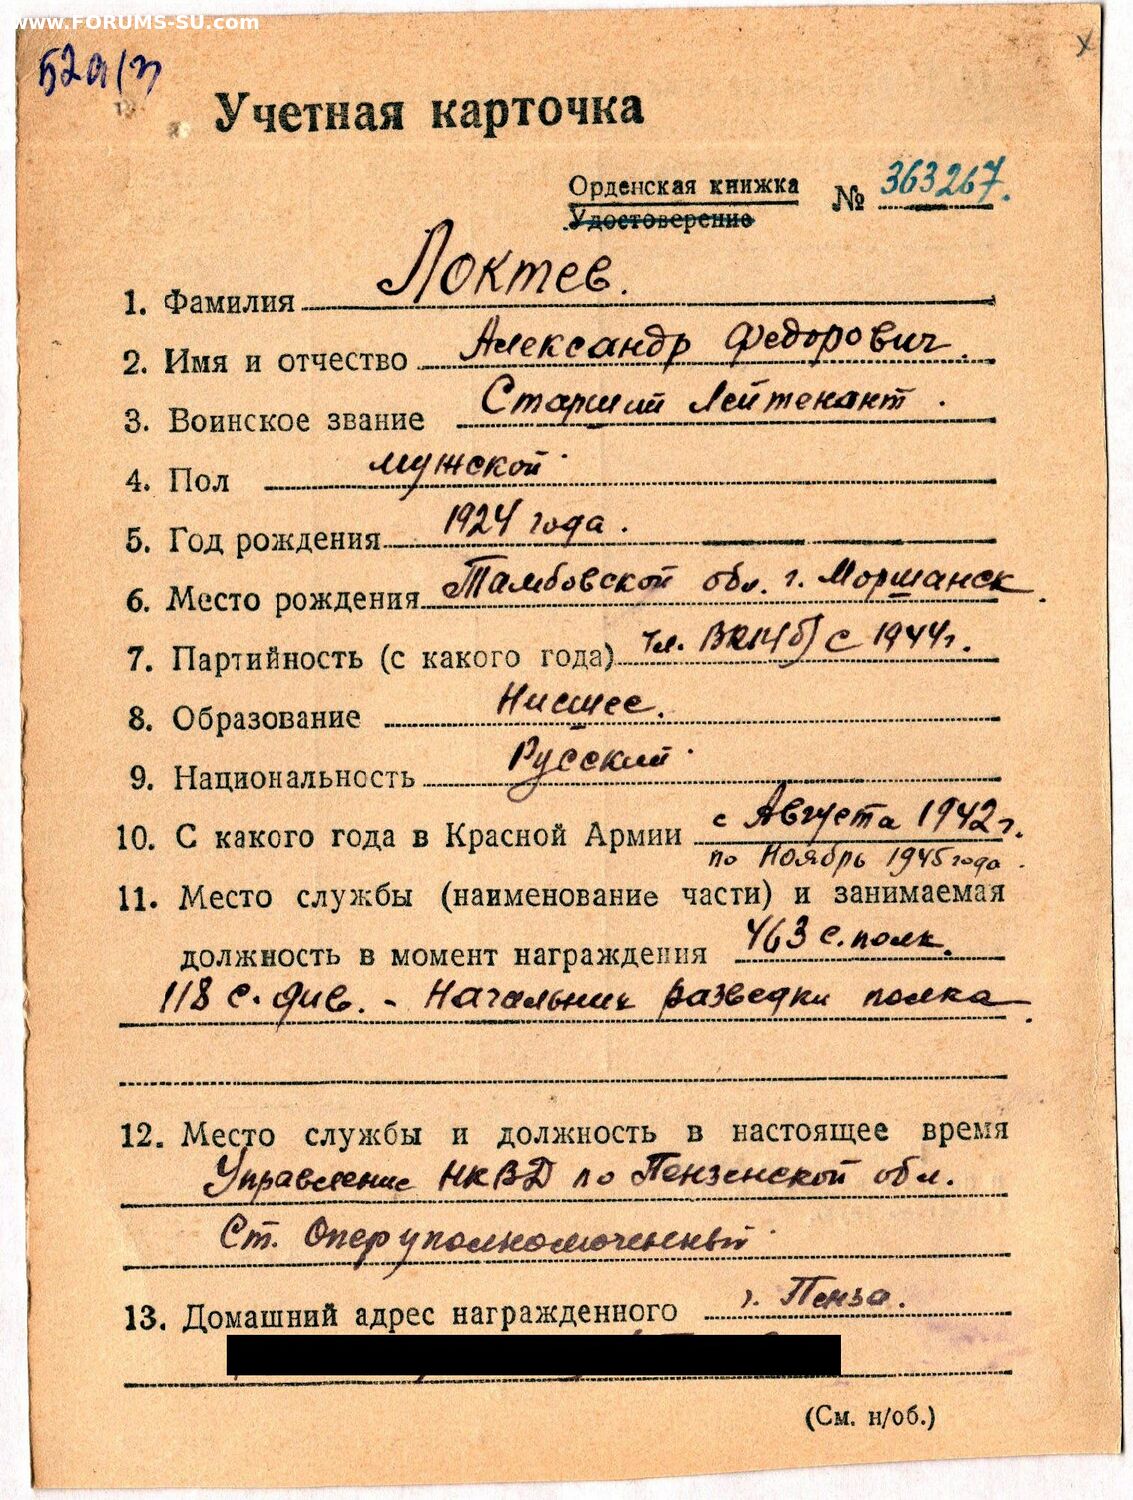 www.FORUMS-SU.com
Учетная карточка
Орденская книжка № 363267.
Удостоверение
1. Фамилия Локтев.
2. Имя и отчество Александр Федорович.
3. Воинское звание Старший Лейтенант.
4. Пол мужской
5. Год рождения 1924 года.
6. Место рождения Тамбовской обл. г. Моршанск.
7. Партийность (с какого года) Чл. ВКП(б) с 1944г.
8. Образование Нисшее.
9. Национальность Русский
10. С какого года в Красной Армии с Августа 1942г.
по Ноябрь 1945 года.
11. Место службы (наименование части) и занимаемая
должность в момент награждения 463 с. полк.
118 с. див. - Начальник разведки полка.
12. Место службы и должность в настоящее время
Управление НКВД по Пензенской обл.
Ст. Оперуполномоченный
13. Домашний адрес награжденного г. Пенза.
(См. н/об.)